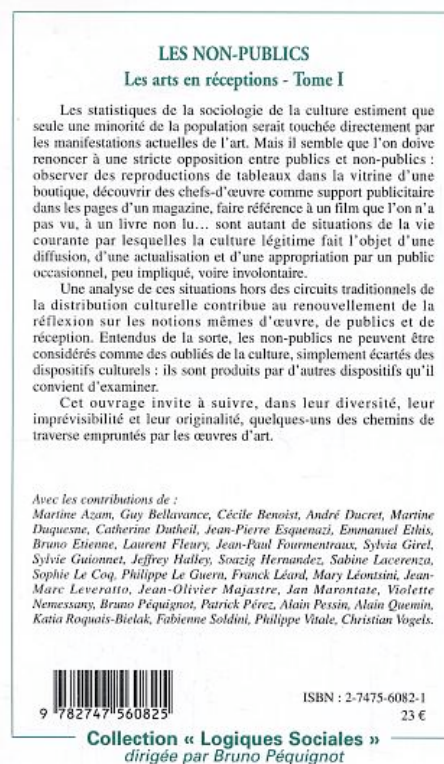 LES NON-PUBLICS
Les arts en réceptions - Tome I
Les statistiques de la sociologie de la culture estiment que
seule une minorité de la population serait touchée directement par
les manifestations actuelles de l'art. Mais il semble que l'on doive
renoncer à une stricte opposition entre publics et non-publics :
observer des reproductions de tableaux dans la vitrine d'une
boutique, découvrir des chefs-d'œuvre comme support publicitaire
dans les pages d'un magazine, faire référence à un film que l'on n'a
pas vu, à un livre non lu… sont autant de situations de la vie
courante par lesquelles la culture légitime fait l'objet d'une
diffusion, d'une actualisation et d'une appropriation par un public
occasionnel, peu impliqué, voire involontaire.
Une analyse de ces situations hors des circuits traditionnels de
la distribution culturelle contribue au renouvellement de la
réflexion sur les notions mêmes d'œuvre, de publics et de
réception. Entendus de la sorte, les non-publics ne peuvent être
considérés comme des oubliés de la culture, simplement écartés des
dispositifs culturels : ils sont produits par d'autres dispositifs qu'il
convient d'examiner.
Cet ouvrage invite à suivre, dans leur diversité, leur
imprévisibilité et leur originalité, quelques-uns des chemins de
traverse empruntés par les œuvres d'art.
Avec les contributions de :
Martine Azam, Guy Bellavance, Cécile Benoist, André Ducret, Martine
Duquesne, Catherine Dutheil, Jean-Pierre Esquenazi, Emmanuel Ethis,
Bruno Etienne, Laurent Fleury, Jean-Paul Fourmentraux, Sylvia Girel,
Sylvie Guionnet, Jeffrey Halley, Soazig Hernandez, Sabine Lacerenza,
Sophie Le Coq, Philippe Le Guern, Franck Léard, Mary Léontsini, Jean-
Marc Leveratto, Jean-Olivier Majastre, Jan Marontate, Violette
Nemessany, Bruno Péquignot, Patrick Pérez, Alain Pessin, Alain Quemin,
Katia Roquais-Bielak, Fabienne Soldini, Philippe Vitale, Christian Vogels.
ISBN : 2-7475-6082-1
23 €
9 782747 560825
Collection « Logiques Sociales »
dirigée par Bruno Péquignot